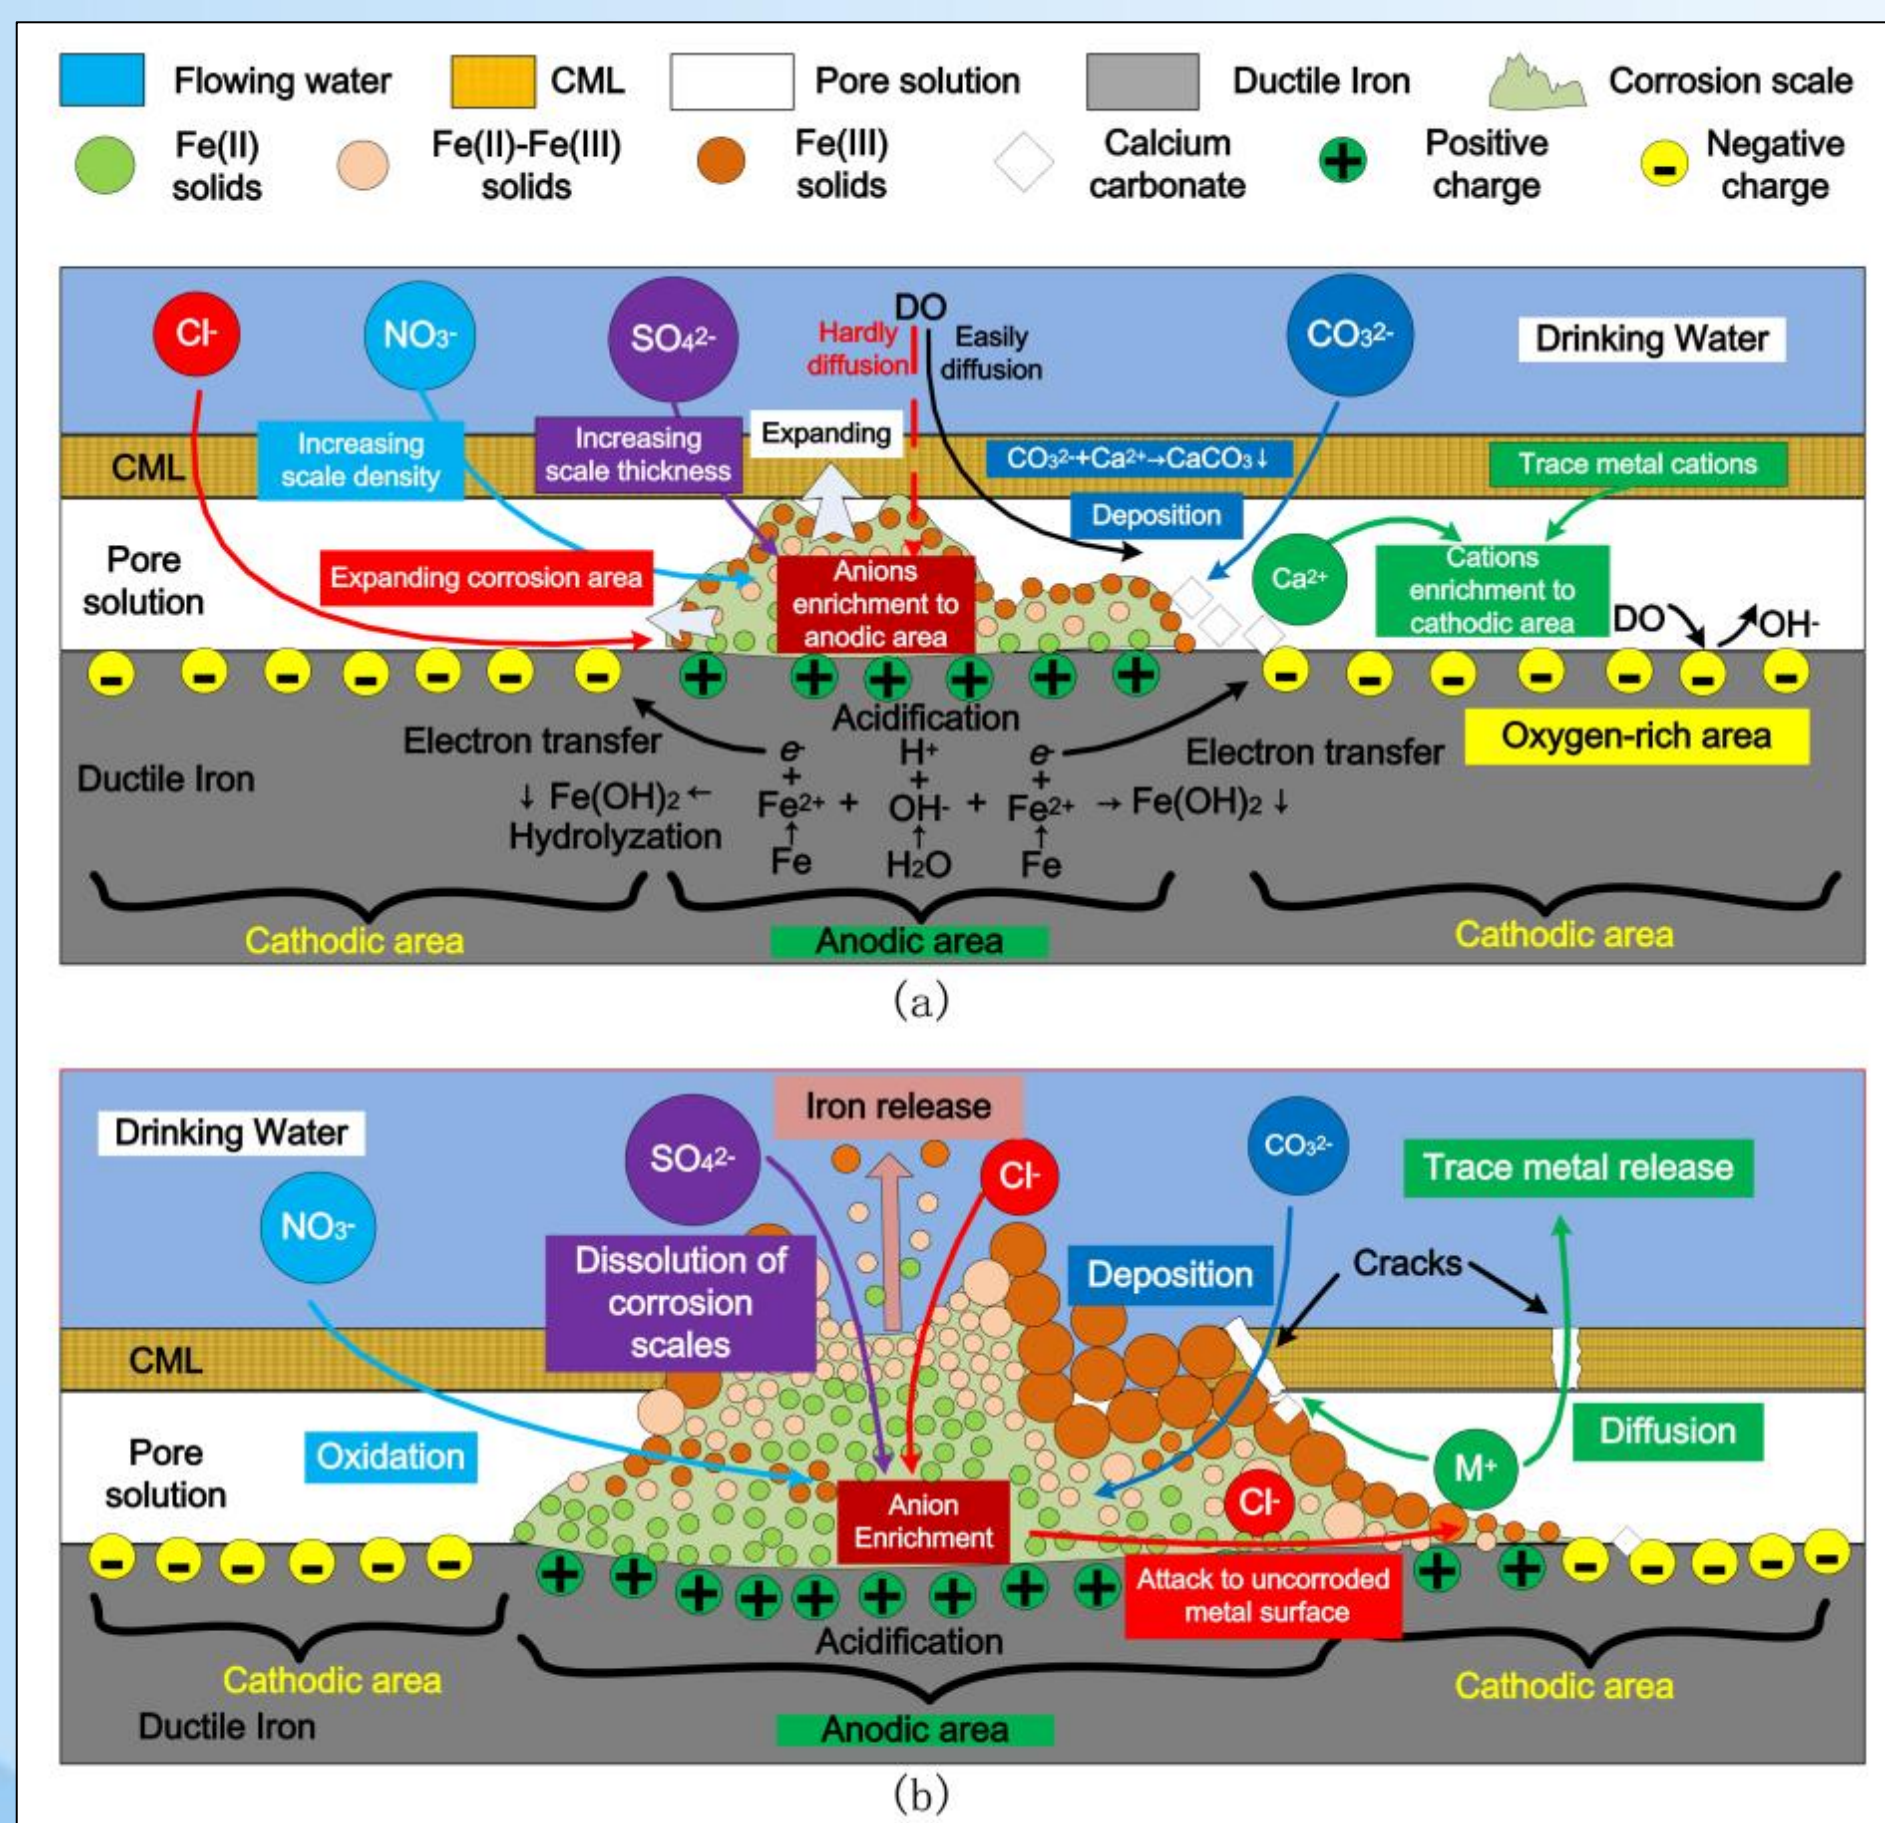 Flowing water
CML
Pore solution
Ductile Iron
Corrosion scale
Fe(II)
solids
Fe(II)-Fe(III)
solids
Fe(III)
solids
Calcium
carbonate
Positive
charge
Negative
charge
Cl-
NO3-
SO42-
DO
Hardly
diffusion
Easily
diffusion
CO32-
Drinking Water
Increasing
scale density
Increasing
scale thickness
Expanding
CO32-+Ca2+→CaCO3↓
Trace metal cations
CML
Deposition
Pore
solution
Expanding corrosion area
Anions
enrichment to
anodic area
Ca2+
Cations
enrichment to
cathodic area
DO
OH-
Acidification
Electron transfer
e-
H+
e-
Electron transfer
Oxygen-rich area
Ductile Iron
+ + +
↓ Fe(OH)2 ← Fe2+ + OH- + Fe2+ → Fe(OH)2 ↓
Hydrolyzation
↑ ↑ ↑
Fe H2O Fe
Cathodic area
Anodic area
Cathodic area
(a)
Drinking Water
Iron release
SO42-
Cl-
CO32-
Trace metal release
NO3-
Dissolution of
corrosion
scales
Deposition
Cracks
CML
Pore
solution
Oxidation
Diffusion
M+
Anion
Enrichment
Cl-
Attack to uncorroded
metal surface
Acidification
Cathodic area
Cathodic area
Ductile Iron
Anodic area
(b)